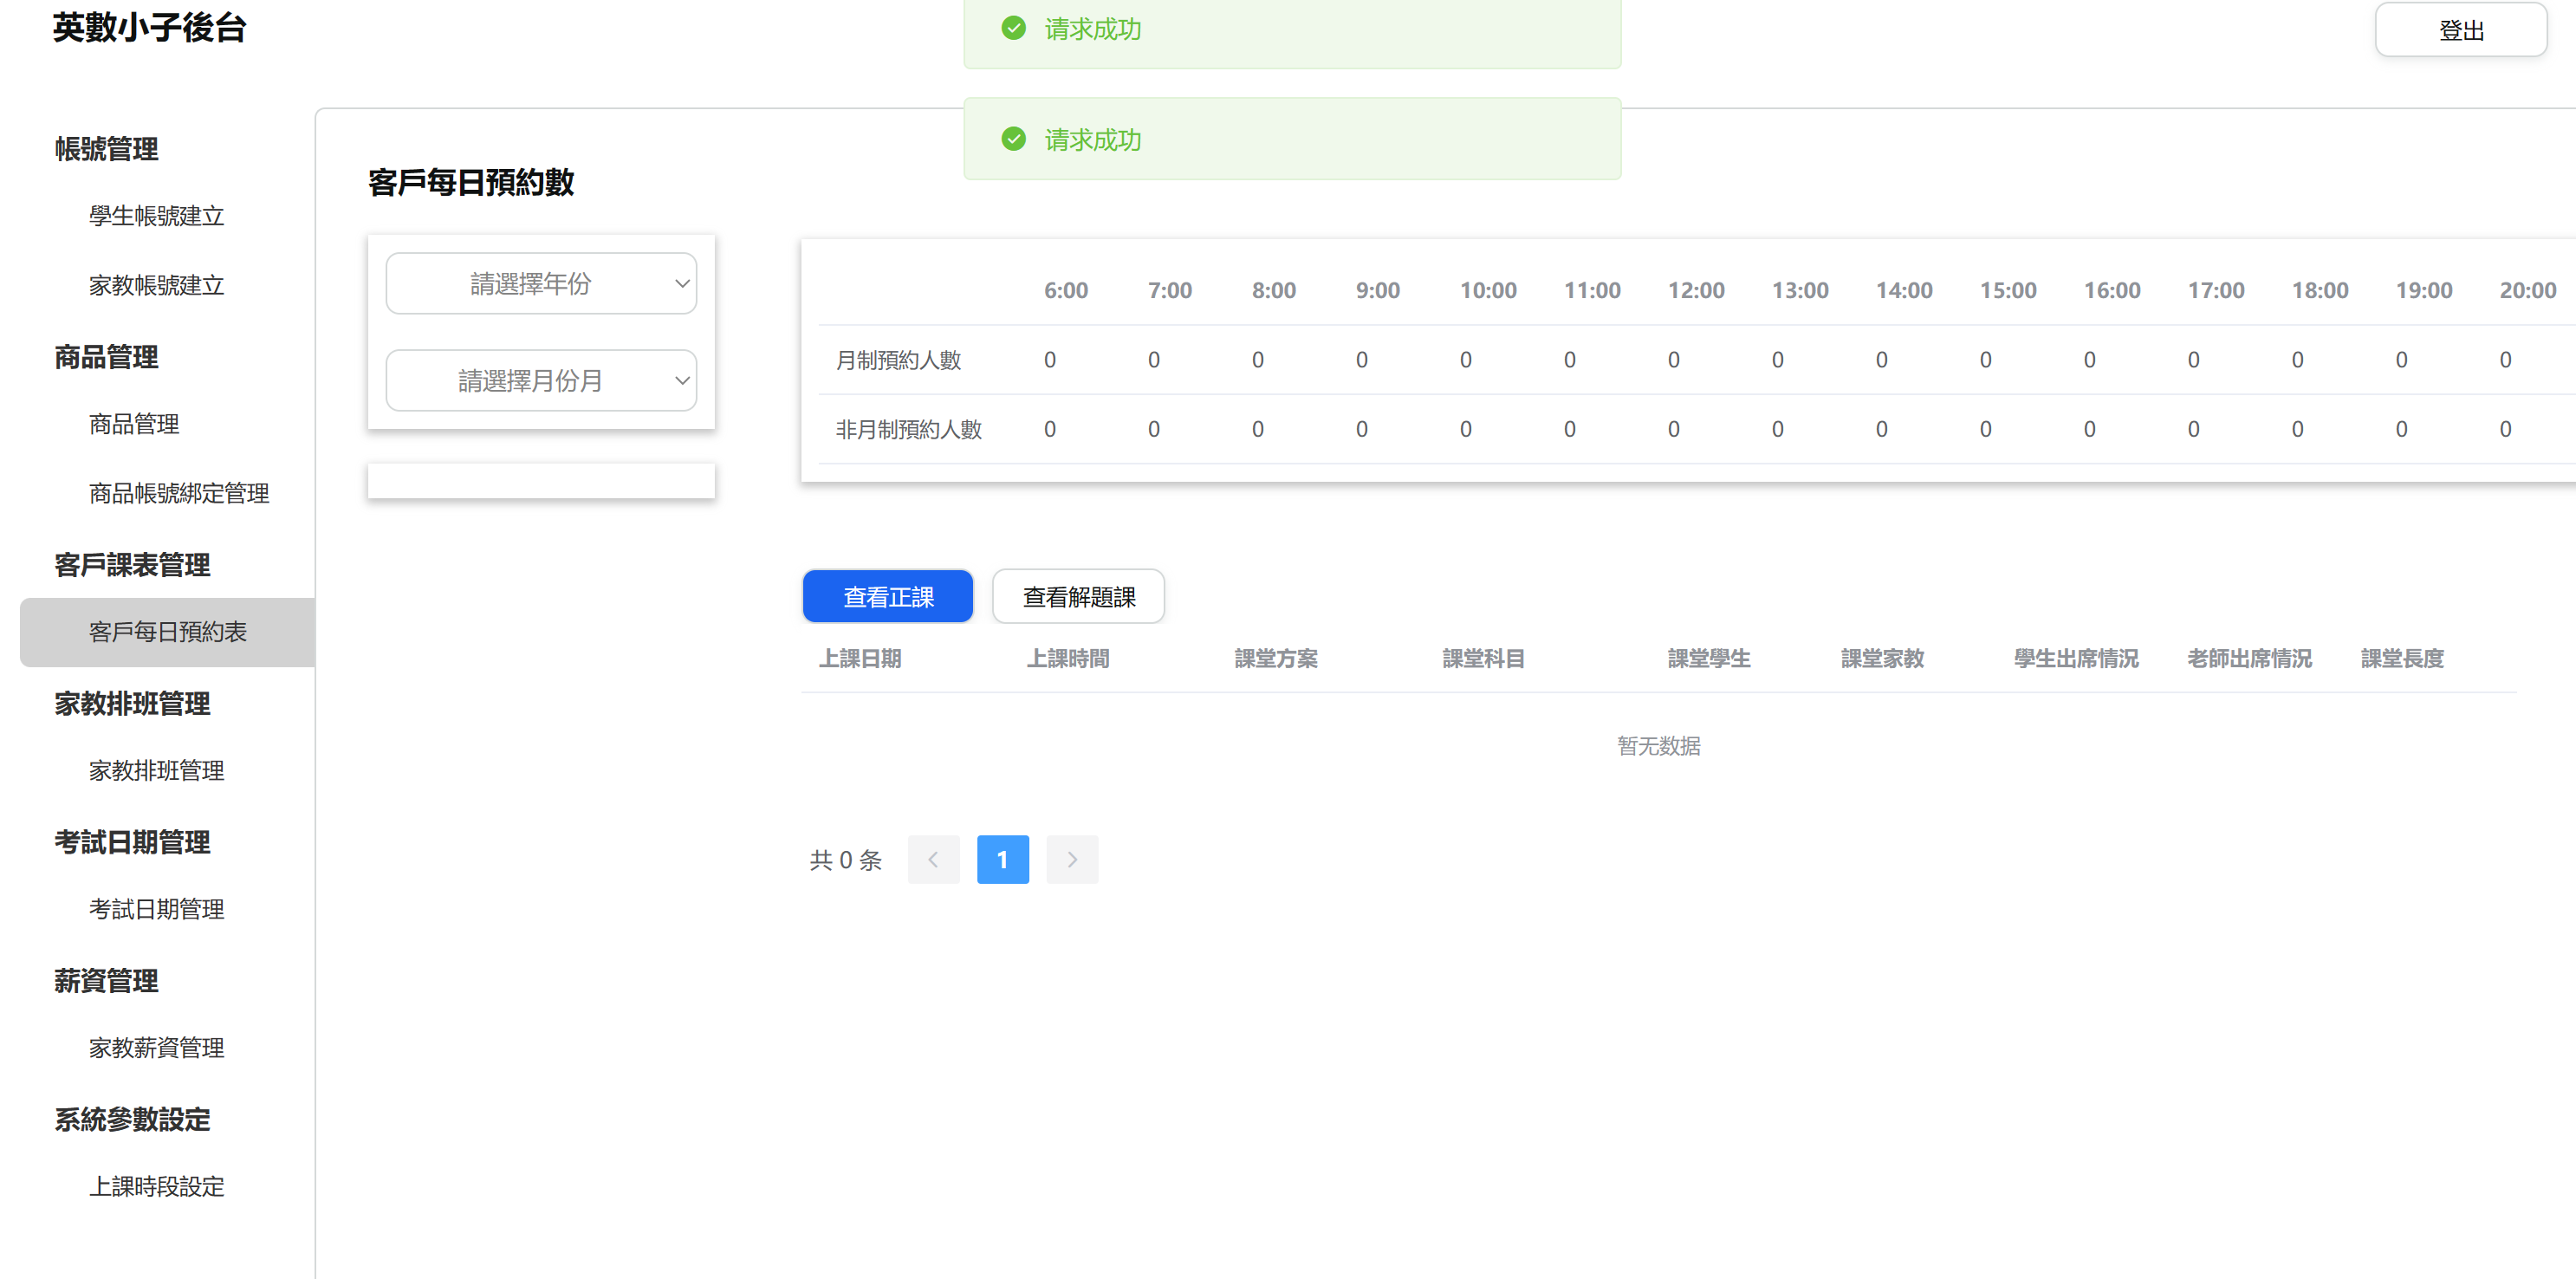 英數小子後台
请求成功
登出
请求成功
帳號管理
學生帳號建立
家教帳號建立
商品管理
商品管理
商品帳號綁定管理
客戶課表管理
客戶每日預約表
家教排班管理
家教排班管理
考試日期管理
考試日期管理
薪資管理
家教薪資管理
系統參數設定
上課時段設定
客戶每日預約數
請選擇年份
請選擇月份月
6:00 7:00 8:00 9:00 10:00 11:00 12:00 13:00 14:00 15:00 16:00 17:00 18:00 19:00 20:00
月制預約人數 0 0 0 0 0 0 0 0 0 0 0 0 0 0 0
非月制預約人數 0 0 0 0 0 0 0 0 0 0 0 0 0 0 0
查看正課 查看解題課
上課日期 上課時間 課堂方案 課堂科目 課堂學生 課堂家教 學生出席情況 老師出席情況 課堂長度
暂无数据
共 0 条 1